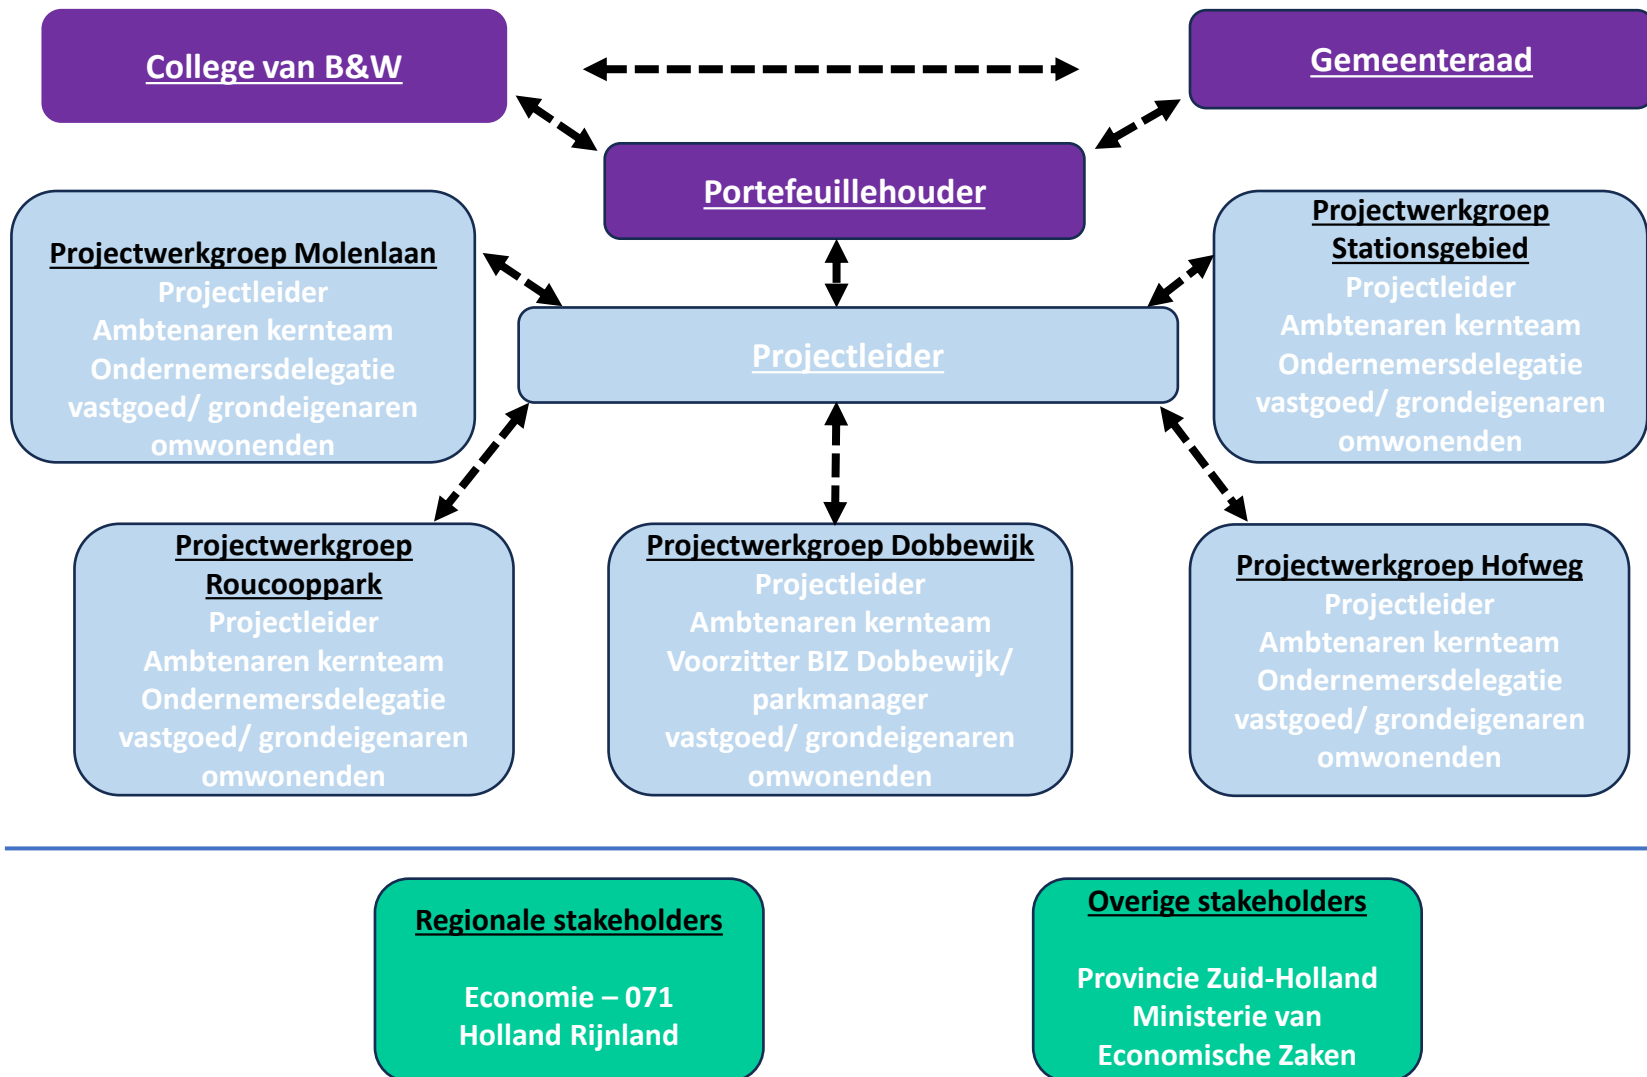 College van B&W
Gemeenteraad
Portefeuillehouder
Projectwerkgroep Molenlaan
Projectleider
Ambtenaren kernteam
Ondernemersdelegatie
vastgoed/ grondeigenaren
omwonenden
Projectwerkgroep
Stationsgebied
Projectleider
Ambtenaren kernteam
Ondernemersdelegatie
vastgoed/ grondeigenaren
omwonenden
Projectleider
Projectwerkgroep
Roucooppark
Projectleider
Ambtenaren kernteam
Ondernemersdelegatie
vastgoed/ grondeigenaren
omwonenden
Projectwerkgroep Dobbewijk
Projectleider
Ambtenaren kernteam
Voorzitter BIZ Dobbewijk/
parkmanager
vastgoed/ grondeigenaren
omwonenden
Projectwerkgroep Hofweg
Projectleider
Ambtenaren kernteam
Ondernemersdelegatie
vastgoed/ grondeigenaren
omwonenden
Regionale stakeholders
Economie – 071
Holland Rijnland
Overige stakeholders
Provincie Zuid-Holland
Ministerie van
Economische Zaken